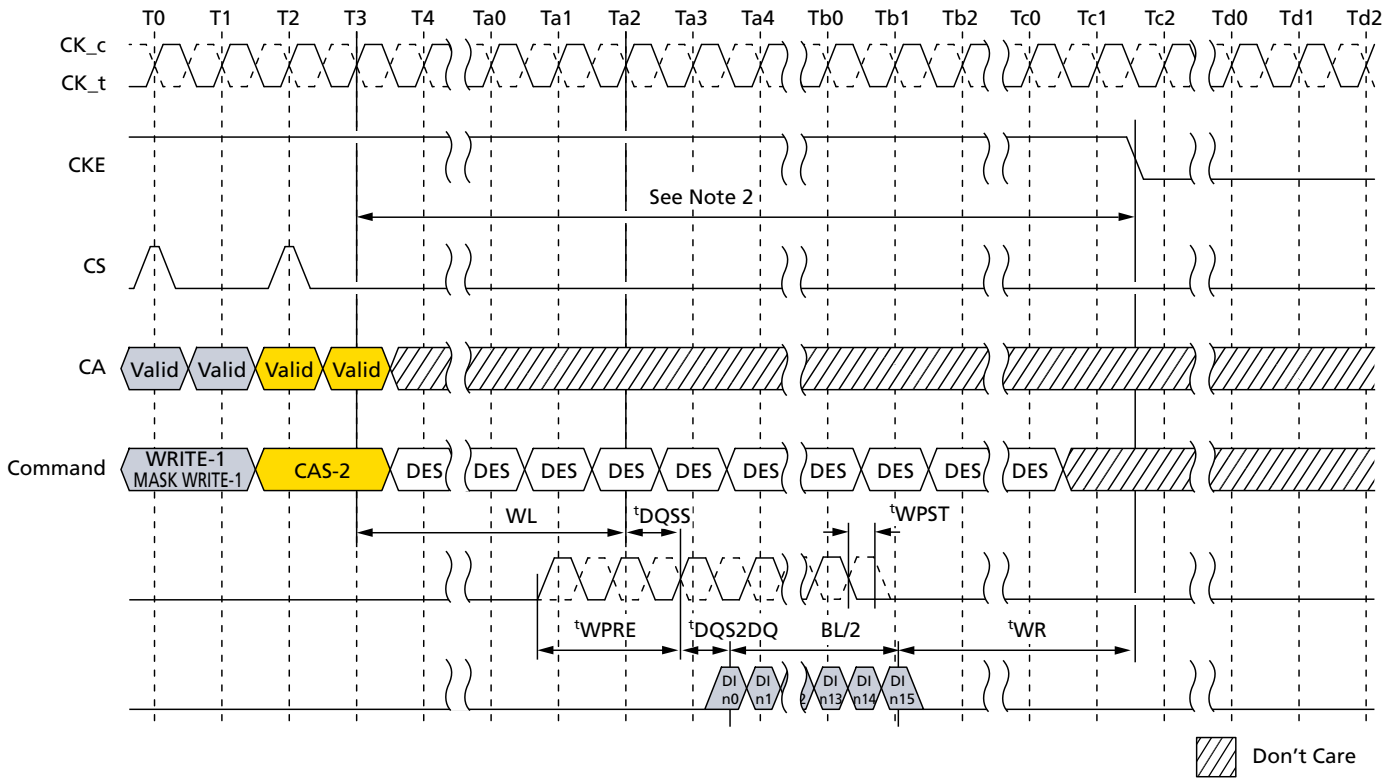 T0 T1 T2 T3 T4 Ta0 Ta1 Ta2 Ta3 Ta4 Tb0 Tb1 Tb2 Tc0 Tc1 Tc2 Td0 Td1 Td2
CK_c
CK_t
CKE
See Note 2
CS
CA Valid Valid Valid Valid
Command WRITE-1 MASK WRITE-1 CAS-2 DES DES DES DES DES DES DES DES DES DES
WL tDQSS tWPST
tWPRE tDQS2DQ BL/2 tWR
DI n0 DI n1 2 DI n13 DI n14 DI n15
Don't Care